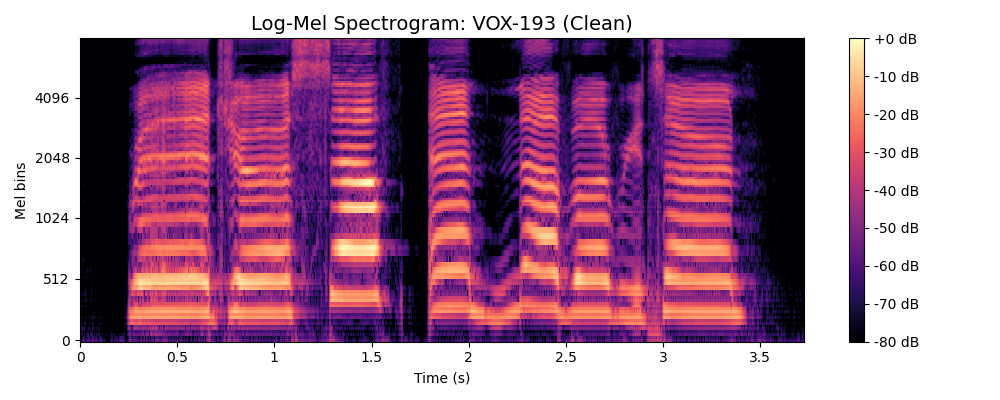 Log-Mel Spectrogram: VOX-193 (Clean)
Mel bins
4096
2048
1024
512
0
0 0.5 1 1.5 2 2.5 3 3.5
Time (s)
+0 dB
-10 dB
-20 dB
-30 dB
-40 dB
-50 dB
-60 dB
-70 dB
-80 dB